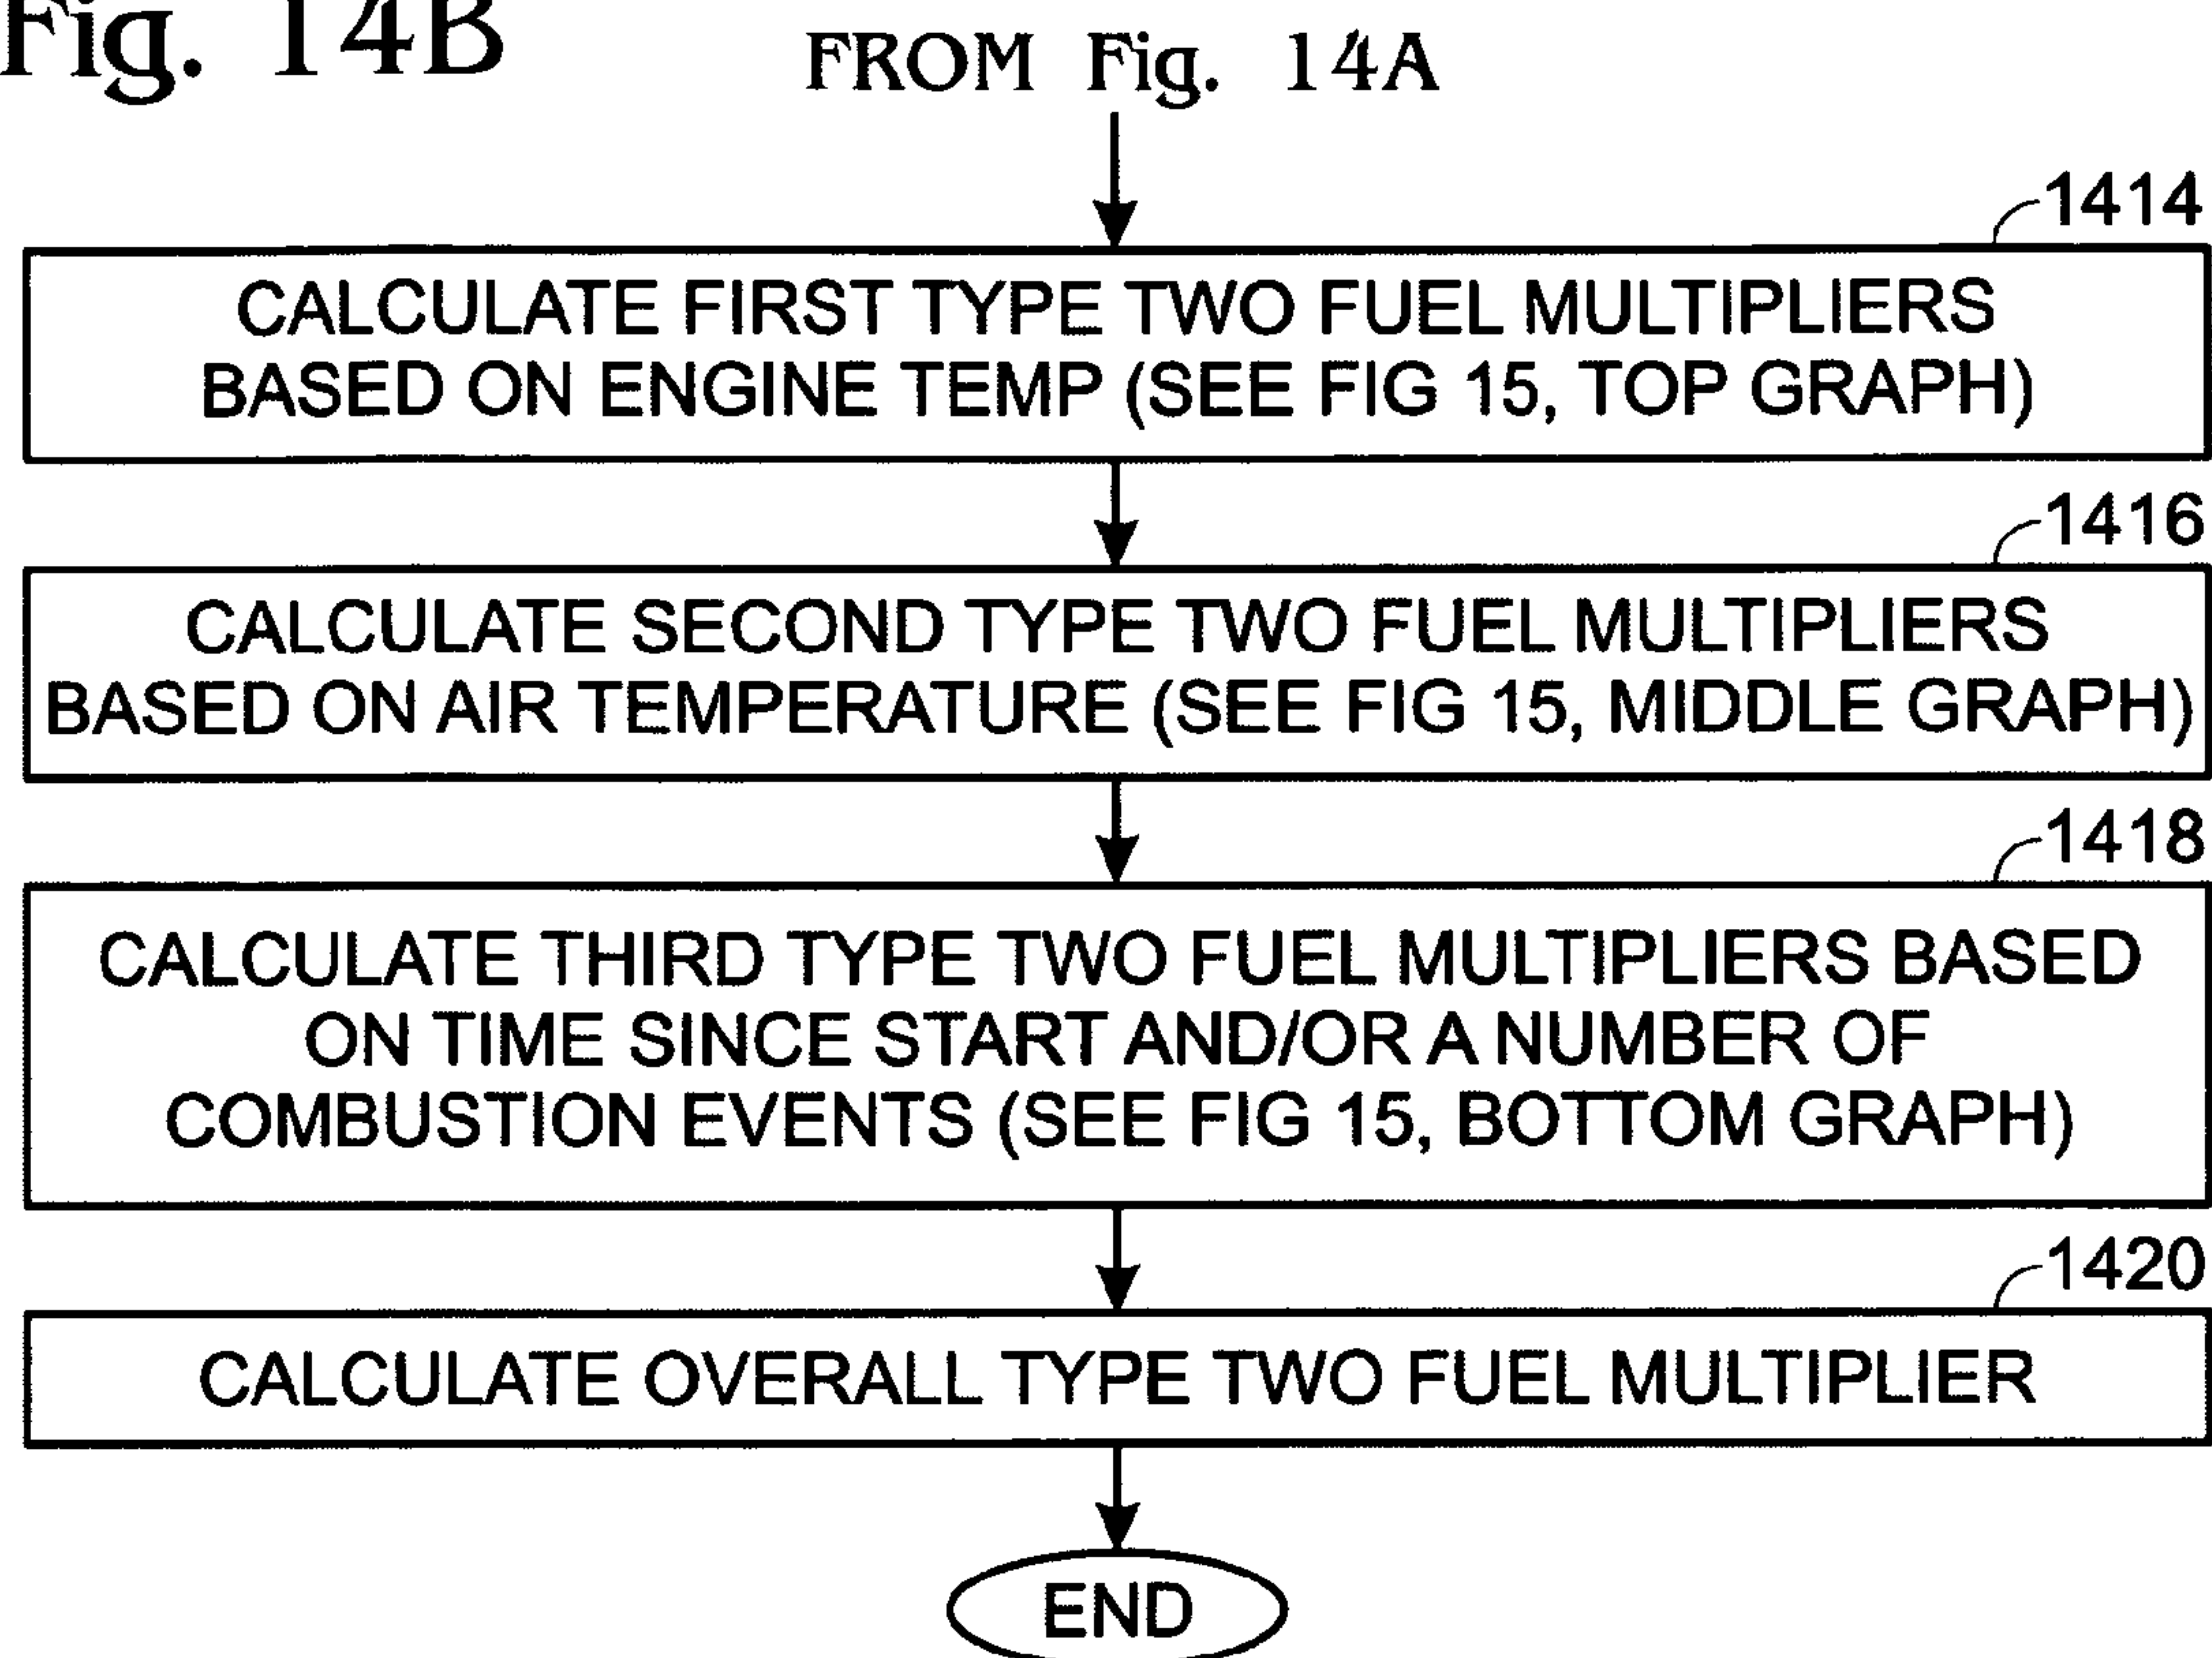 Fig. 14B
FROM Fig. 14A
1414
CALCULATE FIRST TYPE TWO FUEL MULTIPLIERS
BASED ON ENGINE TEMP (SEE FIG 15, TOP GRAPH)
1416
CALCULATE SECOND TYPE TWO FUEL MULTIPLIERS
BASED ON AIR TEMPERATURE (SEE FIG 15, MIDDLE GRAPH)
1418
CALCULATE THIRD TYPE TWO FUEL MULTIPLIERS BASED
ON TIME SINCE START AND/OR A NUMBER OF
COMBUSTION EVENTS (SEE FIG 15, BOTTOM GRAPH)
1420
CALCULATE OVERALL TYPE TWO FUEL MULTIPLIER
END